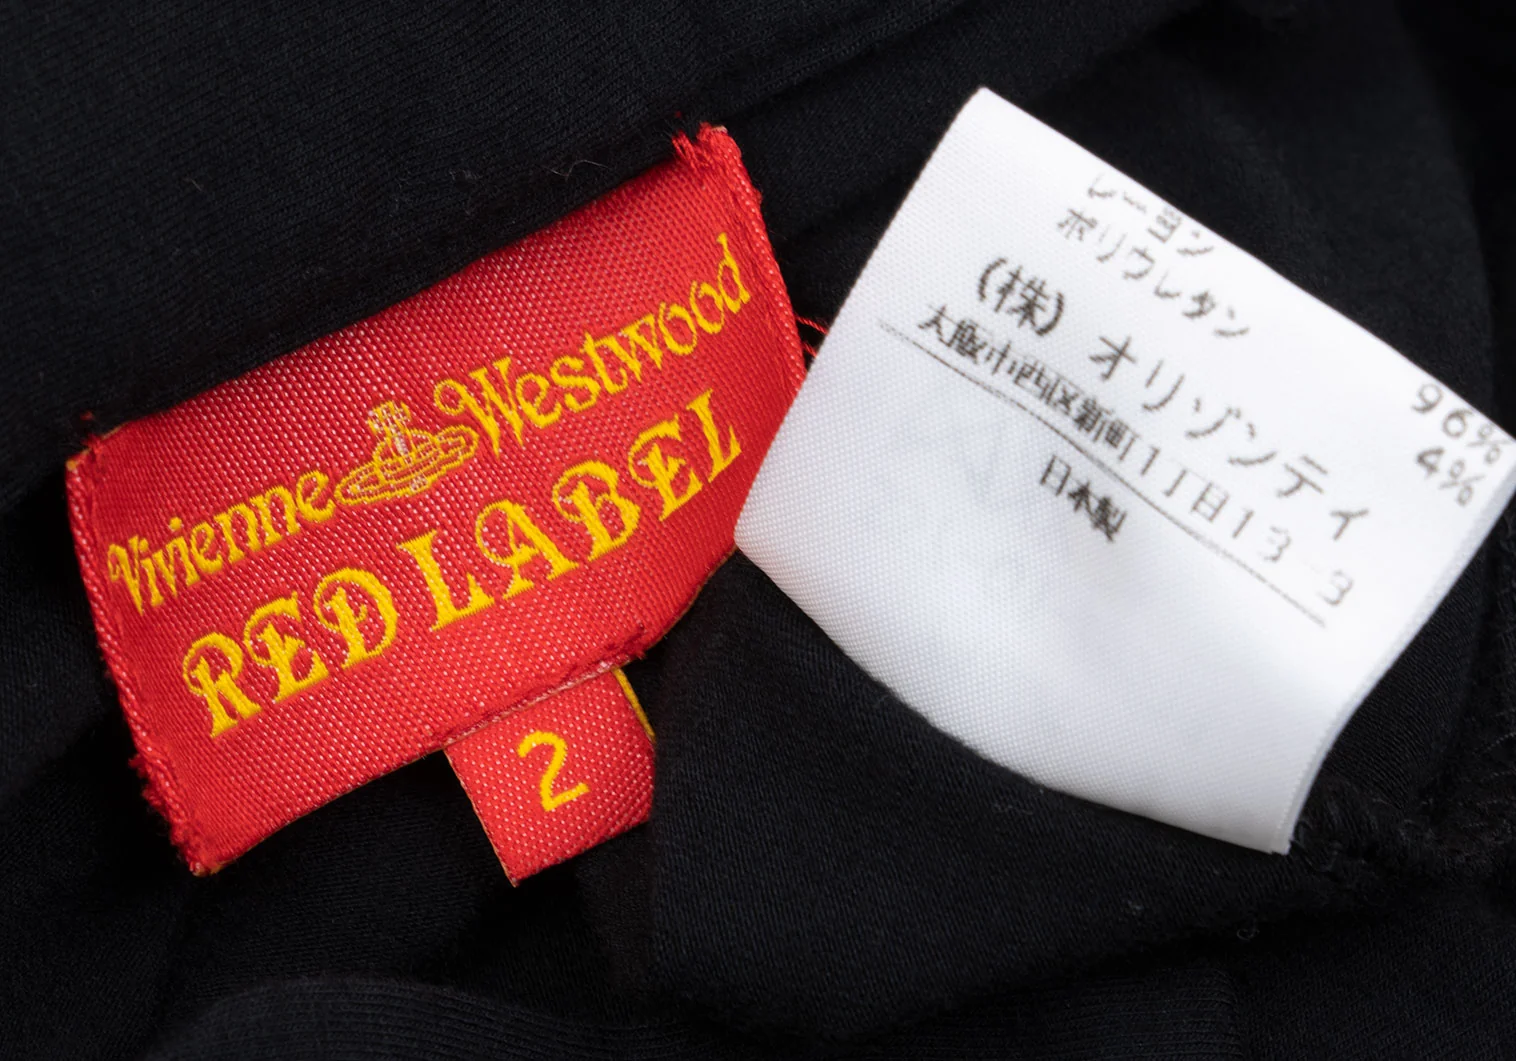 Vivienne Westwood
RED LABEL
2
レーヨン 96%
ポリウレタン 4%
(株) オリゾンティ
大阪市西区新町1丁目13-3
日本製